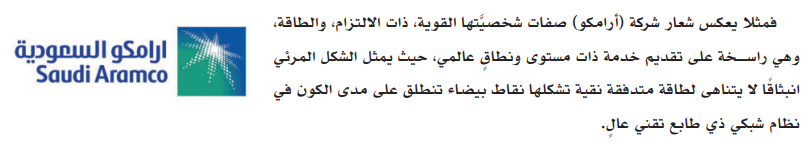 فمثلا يعكس شعار شركة (أرامكو) صفات شخصيَّتها القوية، ذات الالتزام، والطاقة،
وهي راسـخة على تقديم خدمة ذات مستوى ونطاقٍ عالمي، حيث يمثل الشكل المرئي
انبثاقًا لا يتناهى لطاقة متدفقة نقية تشكلها نقاط بيضاء تنطلق على مدى الكون في
نظام شبكي ذي طابع تقني عالٍ.
ارامكو السعودية
Saudi Aramco